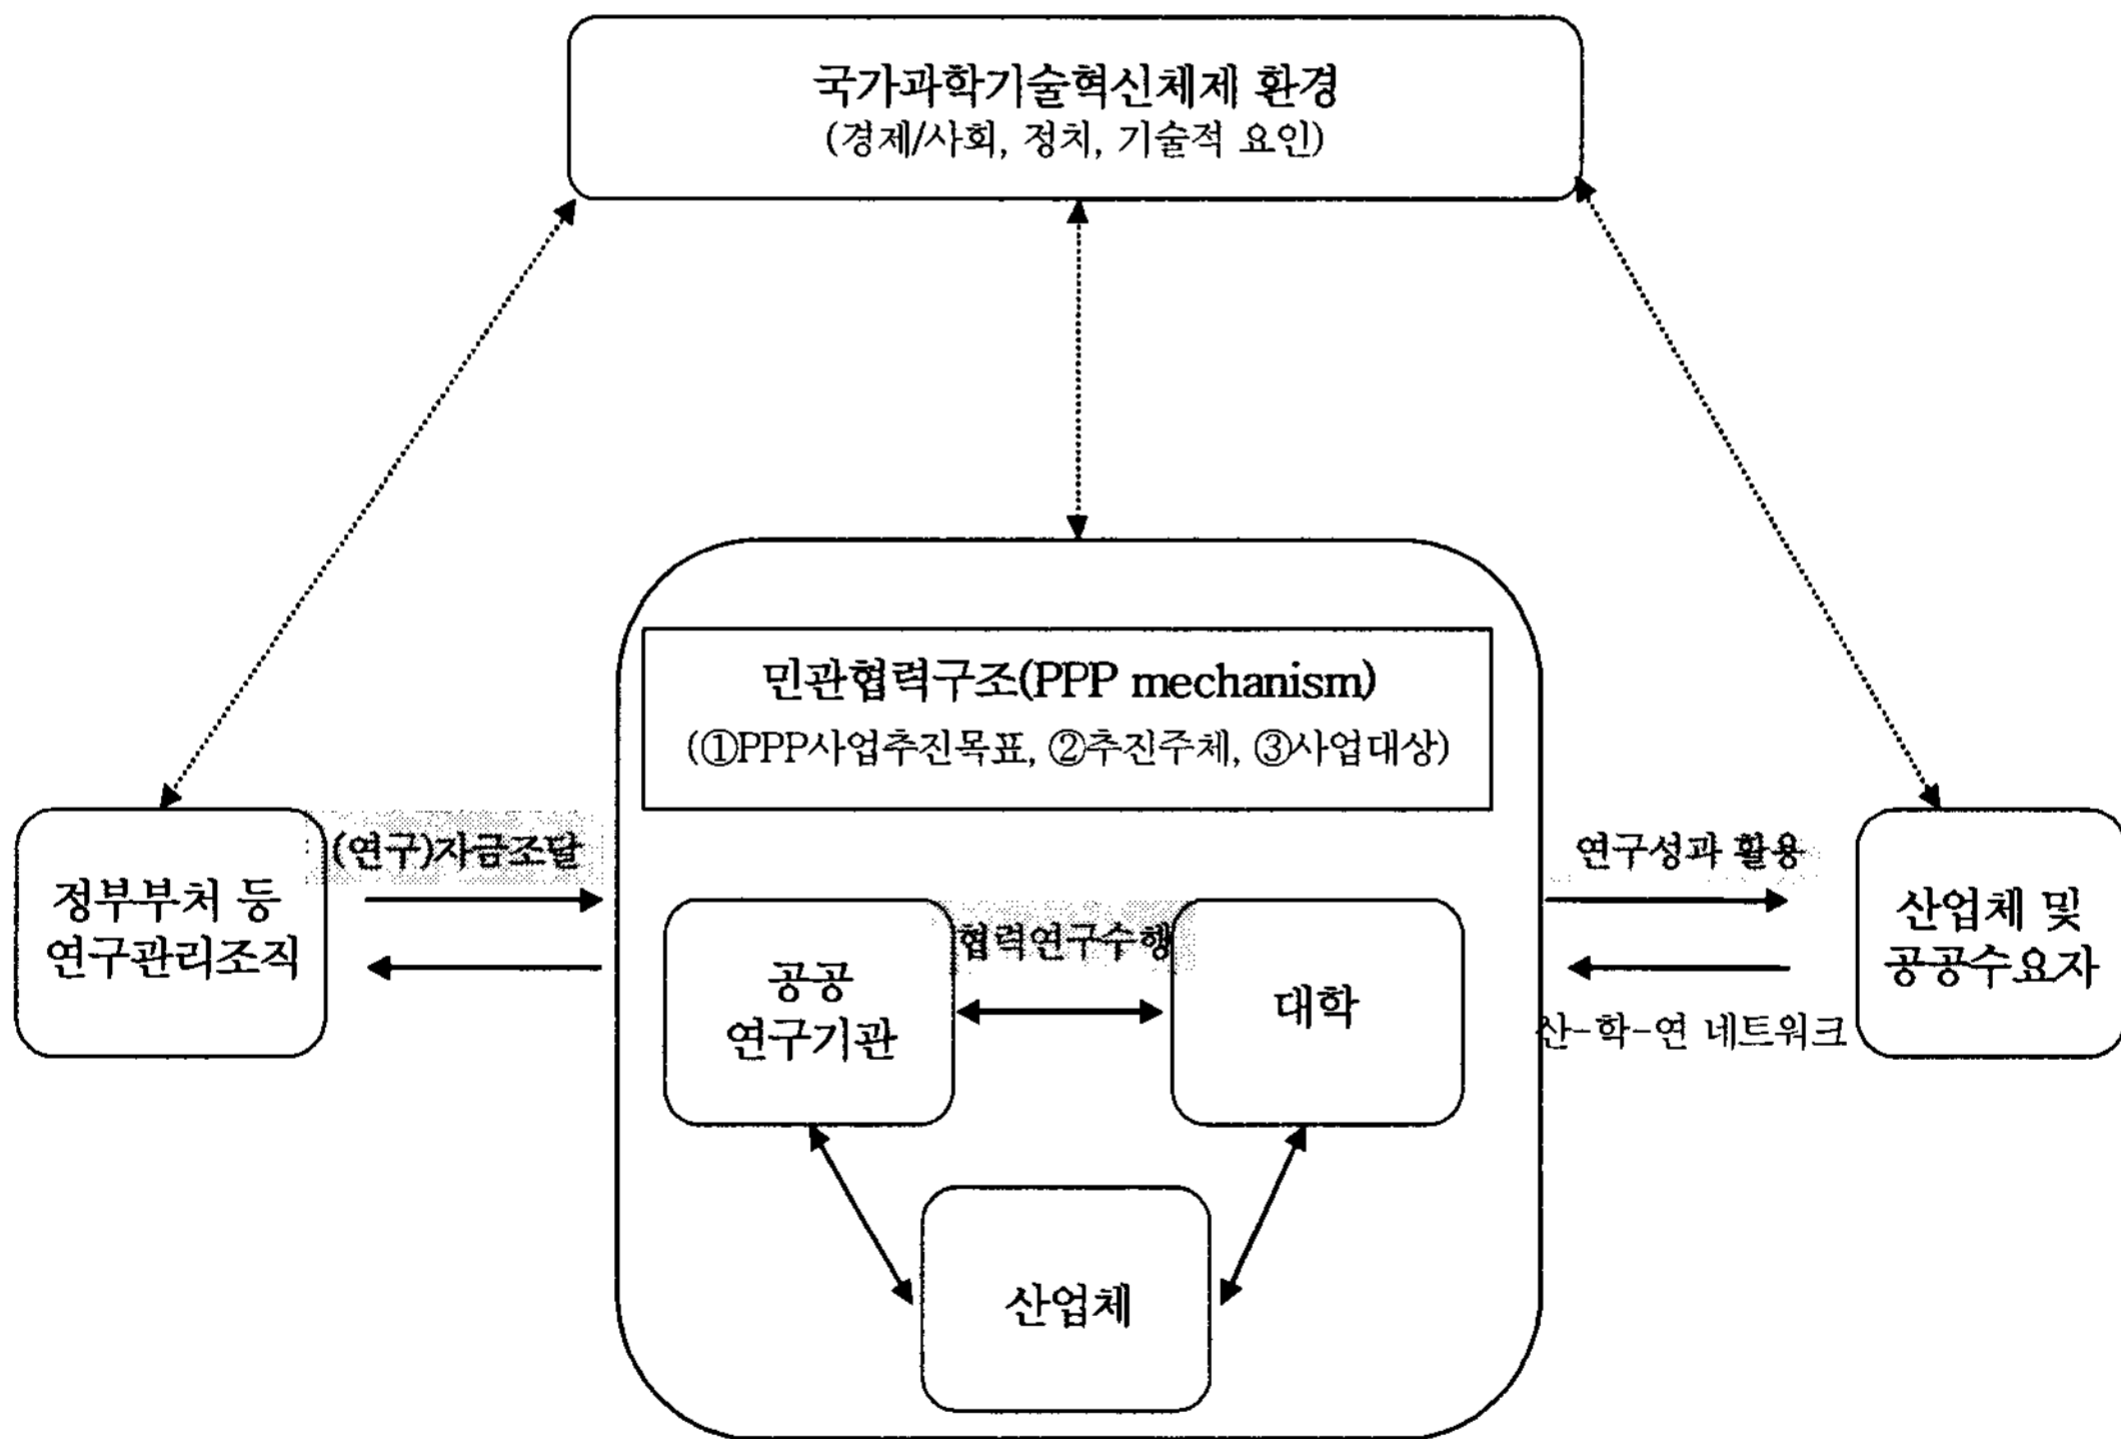 국가과학기술혁신체제 환경
(경제/사회, 정치, 기술적 요인)
민관협력구조(PPP mechanism)
(①PPP사업추진목표, ②추진주체, ③사업대상)
(연구)자금조달
정부부처 등
연구관리조직
협력연구수행
공공
연구기관
대학
산업체
연구성과 활용
산-학-연 네트워크
산업체 및
공공수요자